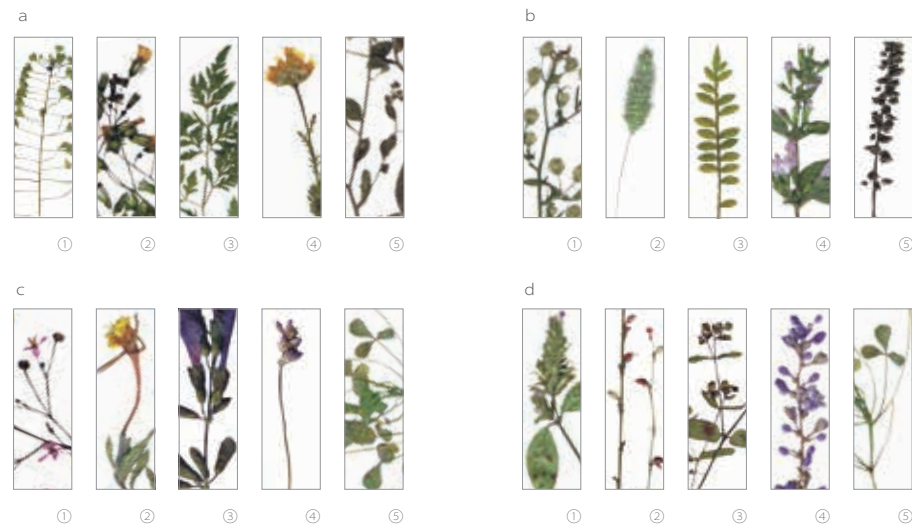 a
① ② ③ ④ ⑤
b
① ② ③ ④ ⑤
c
① ② ③ ④ ⑤
d
① ② ③ ④ ⑤